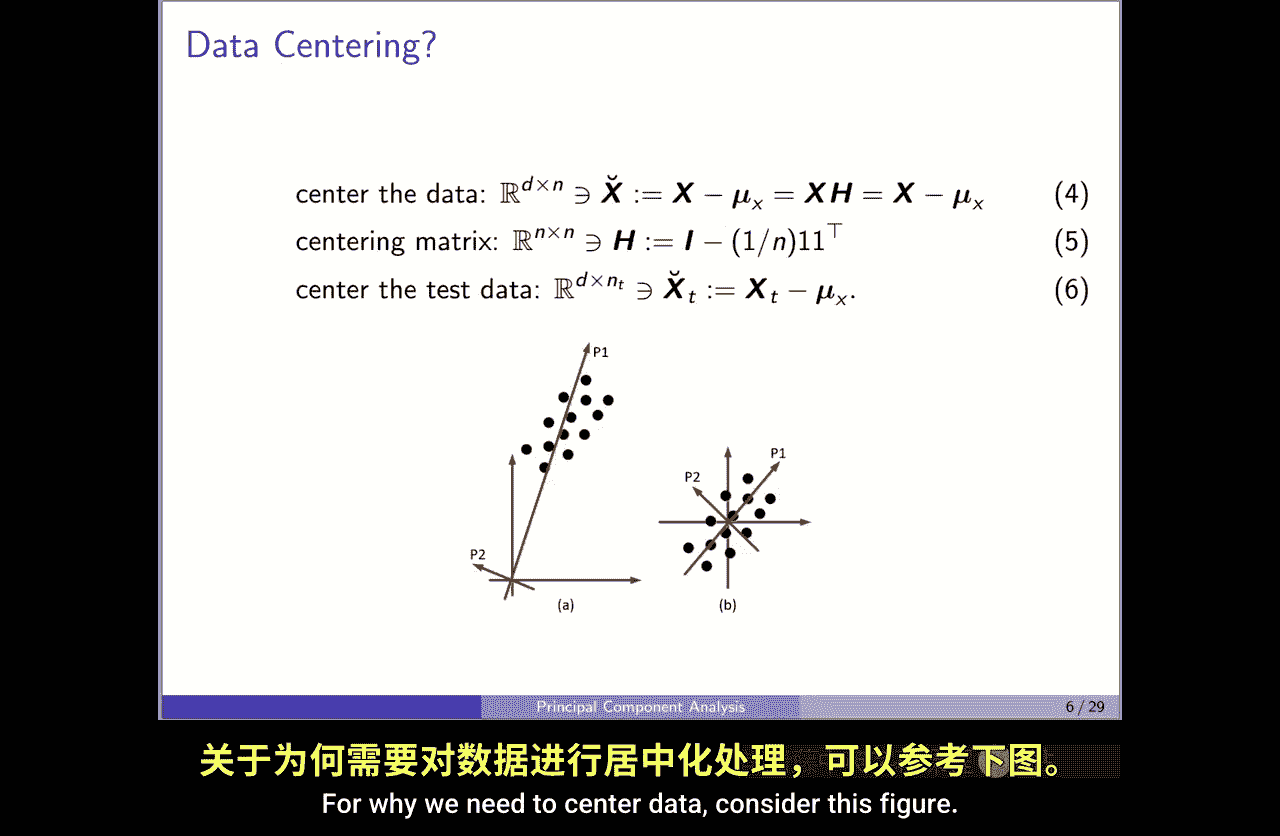 Data Centering?
center the data: ℝ^{d×n} ∋ X̆ := X − μ_x = XH = X − μ_x (4)
centering matrix: ℝ^{n×n} ∋ H := I − (1/n)11^⊤ (5)
center the test data: ℝ^{d×n_t} ∋ X̆_t := X_t − μ_x. (6)
P1
P2
(a)
P1
P2
(b)
Principal Component Analysis 6 / 29
关于为何需要对数据进行居中化处理，可以参考下图。
For why we need to center data, consider this figure.